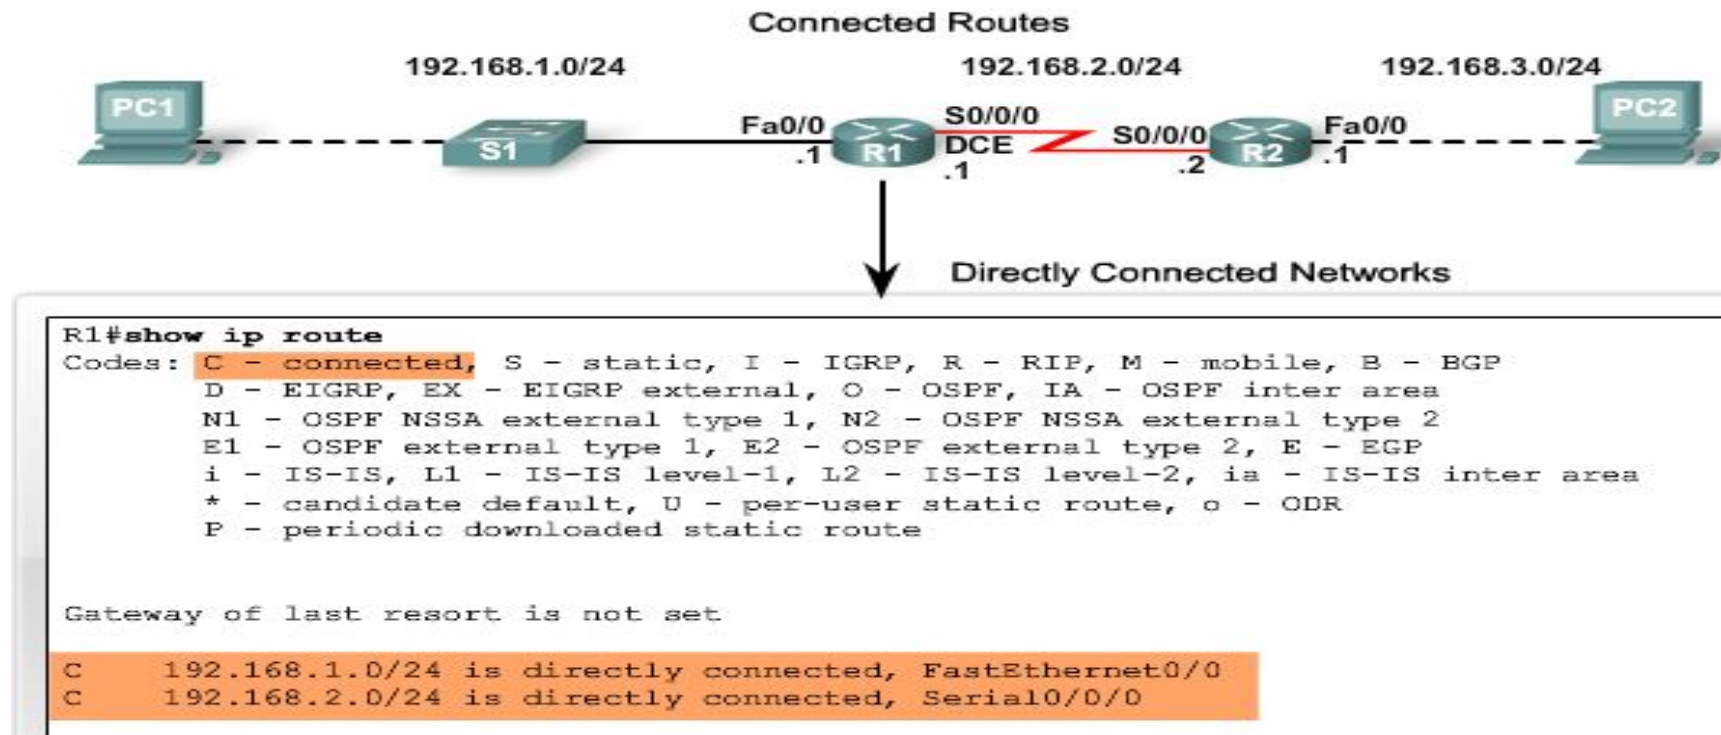 Connected Routes
192.168.1.0/24 192.168.2.0/24 192.168.3.0/24
PC1 S1 Fa0/0 .1 R1 S0/0/0 DCE .1 S0/0/0 .2 R2 Fa0/0 .1 PC2
Directly Connected Networks
R1#show ip route
Codes: C - connected, S - static, I - IGRP, R - RIP, M - mobile, B - BGP
D - EIGRP, EX - EIGRP external, O - OSPF, IA - OSPF inter area
N1 - OSPF NSSA external type 1, N2 - OSPF NSSA external type 2
E1 - OSPF external type 1, E2 - OSPF external type 2, E - EGP
i - IS-IS, L1 - IS-IS level-1, L2 - IS-IS level-2, ia - IS-IS inter area
* - candidate default, U - per-user static route, o - ODR
P - periodic downloaded static route
Gateway of last resort is not set
C 192.168.1.0/24 is directly connected, FastEthernet0/0
C 192.168.2.0/24 is directly connected, Serial0/0/0